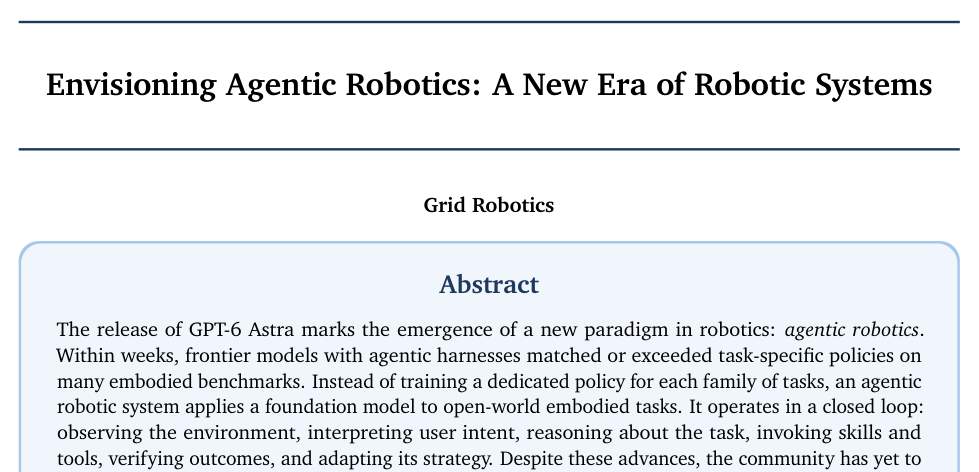 Envisioning Agentic Robotics: A New Era of Robotic Systems
Grid Robotics
Abstract
The release of GPT-6 Astra marks the emergence of a new paradigm in robotics: agentic robotics.
Within weeks, frontier models with agentic harnesses matched or exceeded task-specific policies on
many embodied benchmarks. Instead of training a dedicated policy for each family of tasks, an agentic
robotic system applies a foundation model to open-world embodied tasks. It operates in a closed loop:
observing the environment, interpreting user intent, reasoning about the task, invoking skills and
tools, verifying outcomes, and adapting its strategy. Despite these advances, the community has yet to